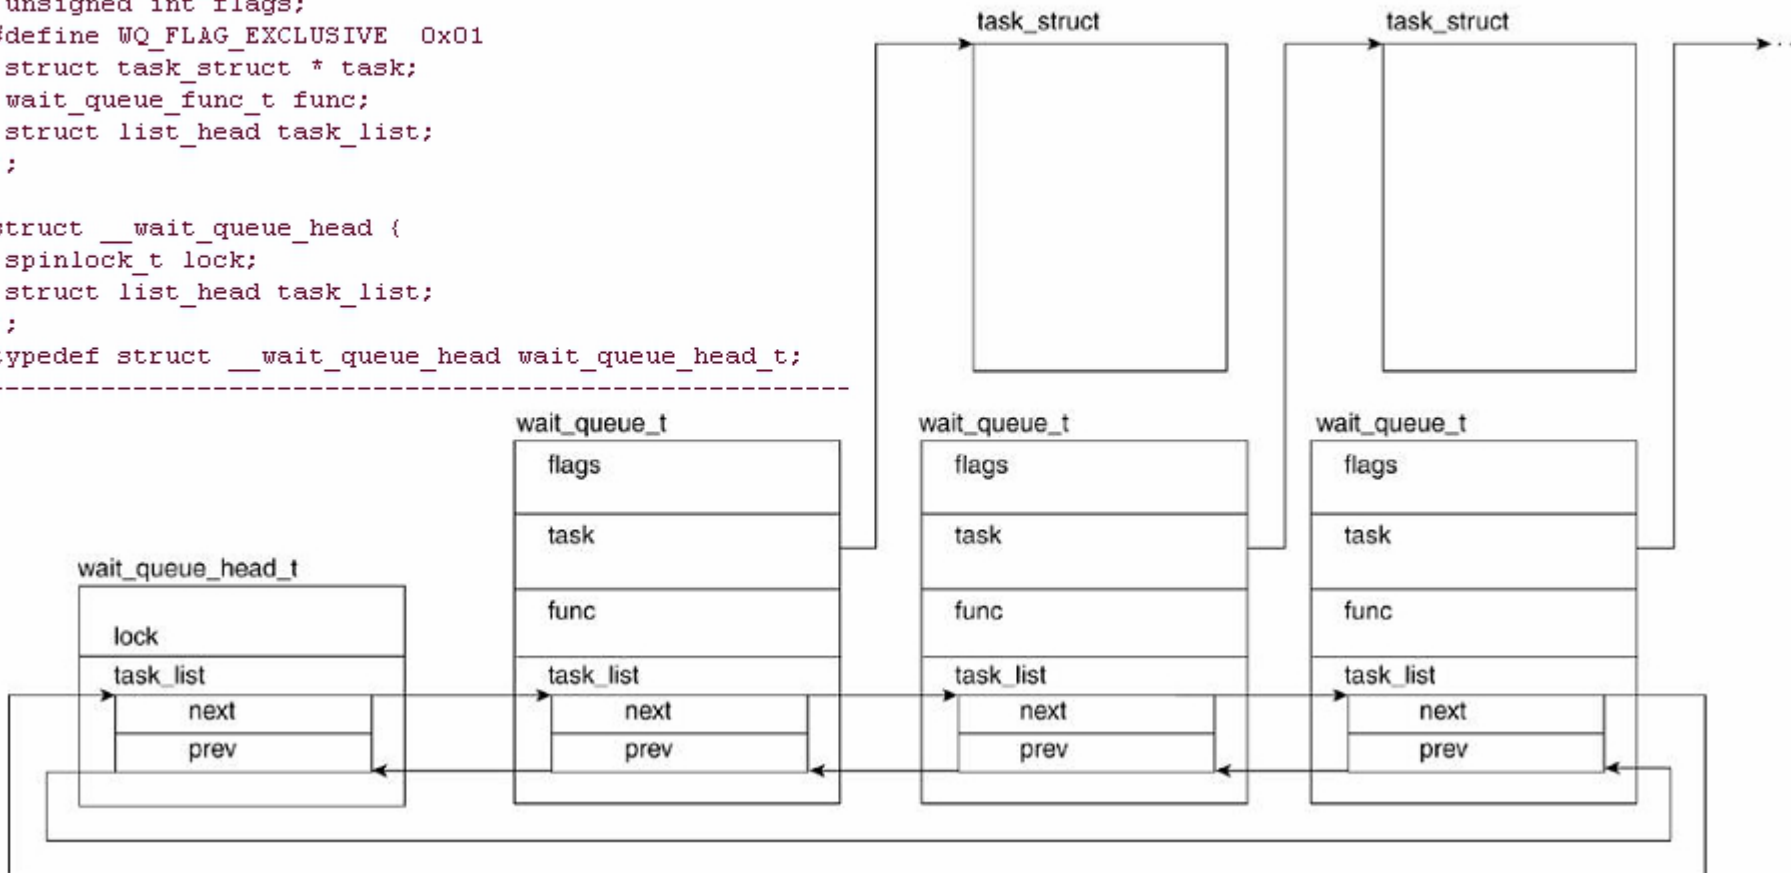 unsigned int flags;
#define WQ_FLAG_EXCLUSIVE 0x01
struct task_struct * task;
wait_queue_func_t func;
struct list_head task_list;
;
struct __wait_queue_head {
spinlock_t lock;
struct list_head task_list;
;
typedef struct __wait_queue_head wait_queue_head_t;
task_struct
task_struct
wait_queue_head_t
lock
task_list
next
prev
wait_queue_t
flags
task
func
task_list
next
prev
wait_queue_t
flags
task
func
task_list
next
prev
wait_queue_t
flags
task
func
task_list
next
prev